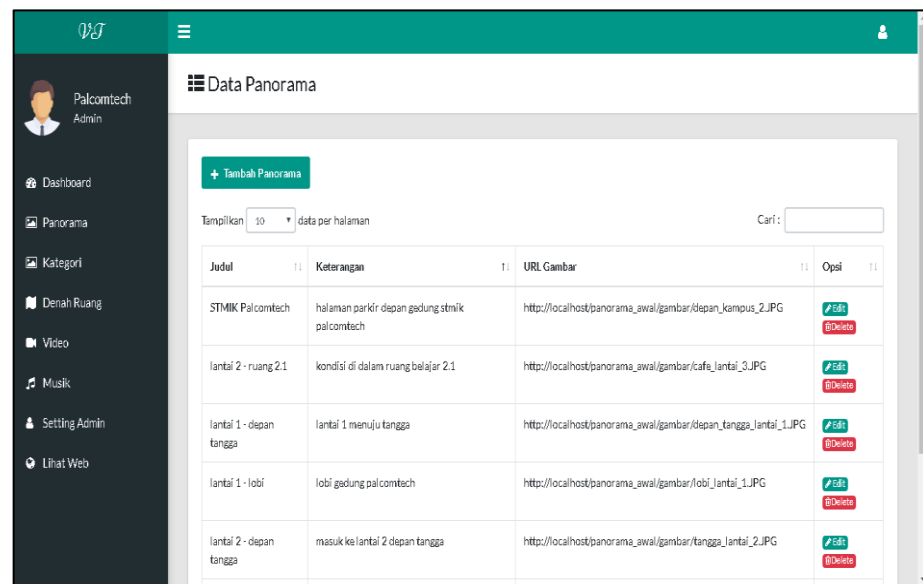 VT
Palcomtech
Admin
Dashboard
Panorama
Kategori
Denah Ruang
Video
Musik
Setting Admin
Lihat Web
Data Panorama
+ Tambah Panorama
Tampilkan 10 data per halaman
Cari :
Judul Keterangan URL Gambar Opsi
STMIK Palcomtech halaman parkir depan gedung stmik http://localhost/panorama_awal/gambar/depan_kampus_2.JPG Edit
palcomtech Delete
lantai 2 - ruang 2.1 kondisi di dalam ruang belajar 2.1 http://localhost/panorama_awal/gambar/cafe_lantai_3.JPG Edit
Delete
lantai 1 - depan lantai 1 menuju tangga http://localhost/panorama_awal/gambar/depan_tangga_lantai_1.JPG Edit
tangga Delete
lantai 1 - lobi lobi gedung palcomtech http://localhost/panorama_awal/gambar/lobi_lantai_1.JPG Edit
Delete
lantai 2 - depan masuk ke lantai 2 depan tangga http://localhost/panorama_awal/gambar/tangga_lantai_2.JPG Edit
tangga Delete